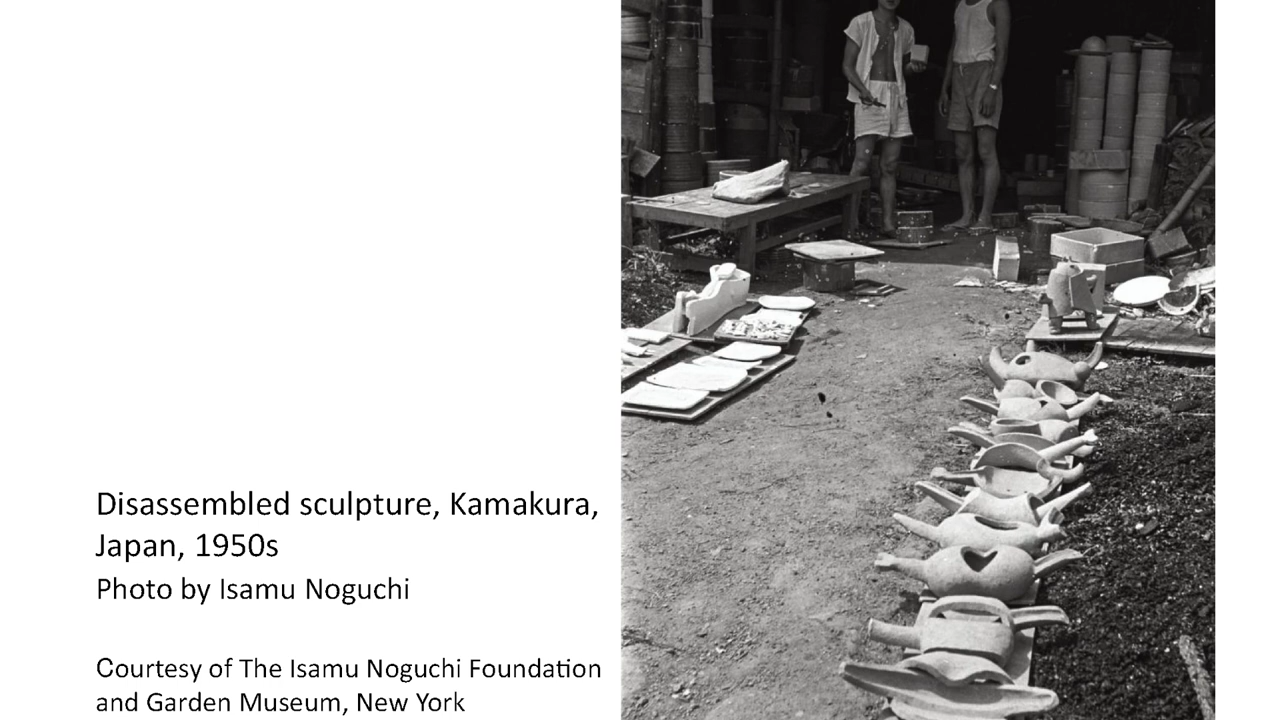 Disassembled sculpture, Kamakura,
Japan, 1950s
Photo by Isamu Noguchi
Courtesy of The Isamu Noguchi Foundation
and Garden Museum, New York